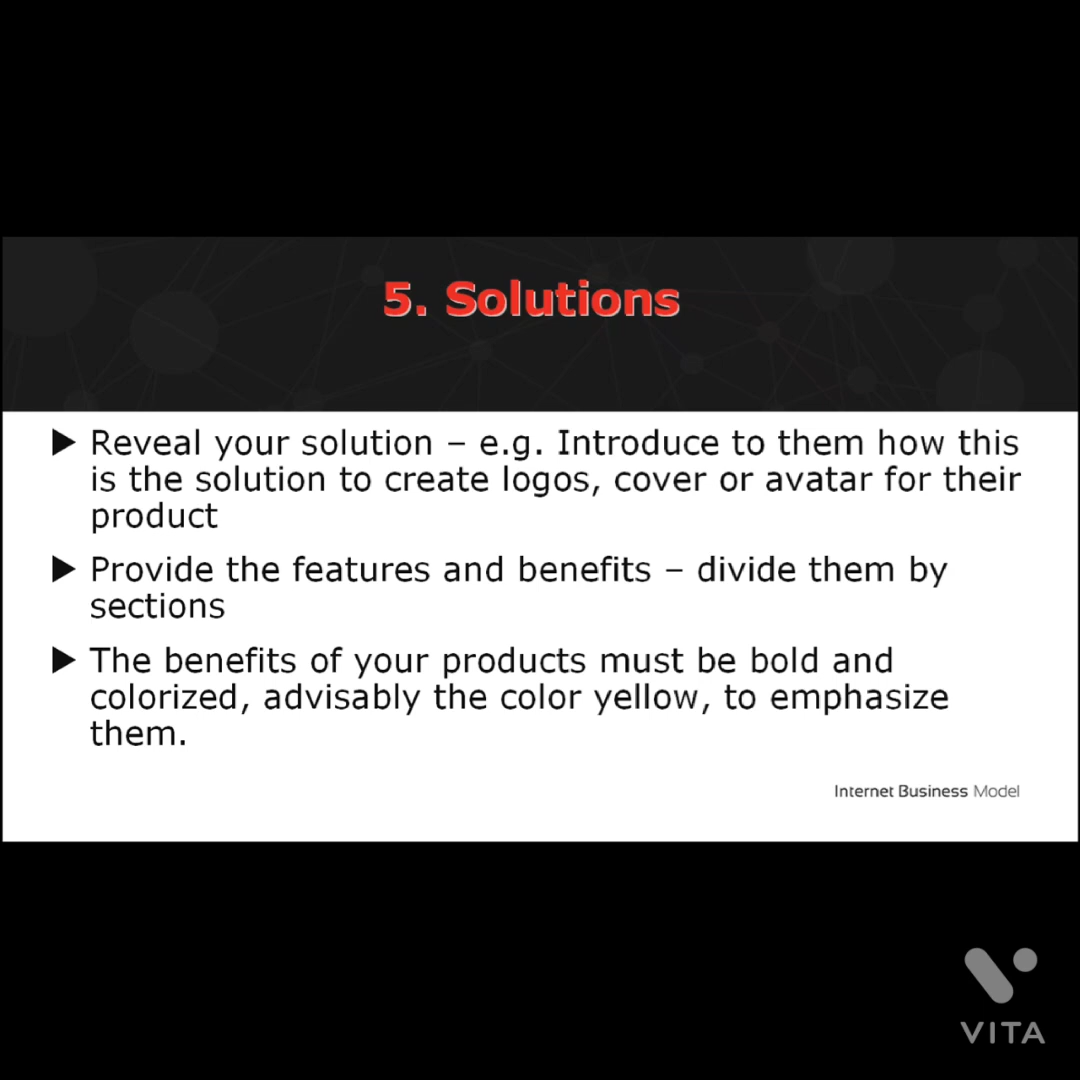 5. Solutions
Reveal your solution – e.g. Introduce to them how this
is the solution to create logos, cover or avatar for their
product
Provide the features and benefits – divide them by
sections
The benefits of your products must be bold and
colorized, advisably the color yellow, to emphasize
them.
Internet Business Model
VITA